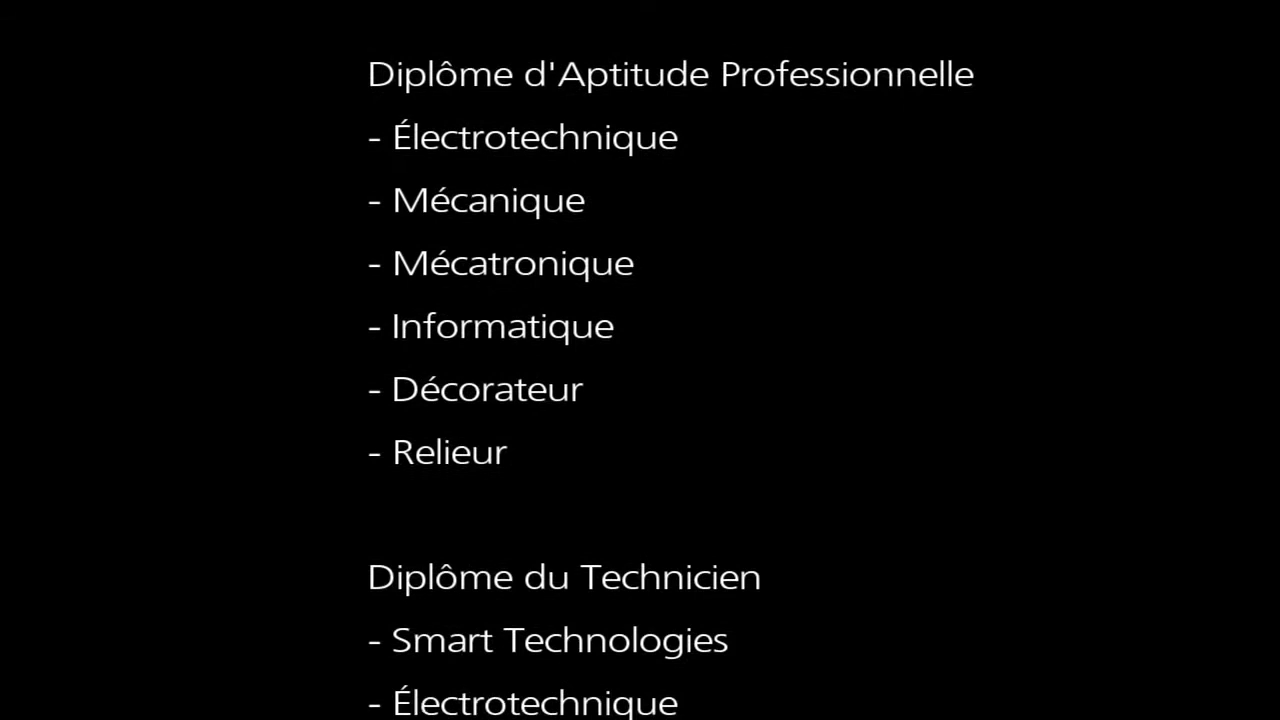 Diplôme d'Aptitude Professionnelle
- Électrotechnique
- Mécanique
- Mécatronique
- Informatique
- Décorateur
- Relieur
Diplôme du Technicien
- Smart Technologies
- Électrotechnique